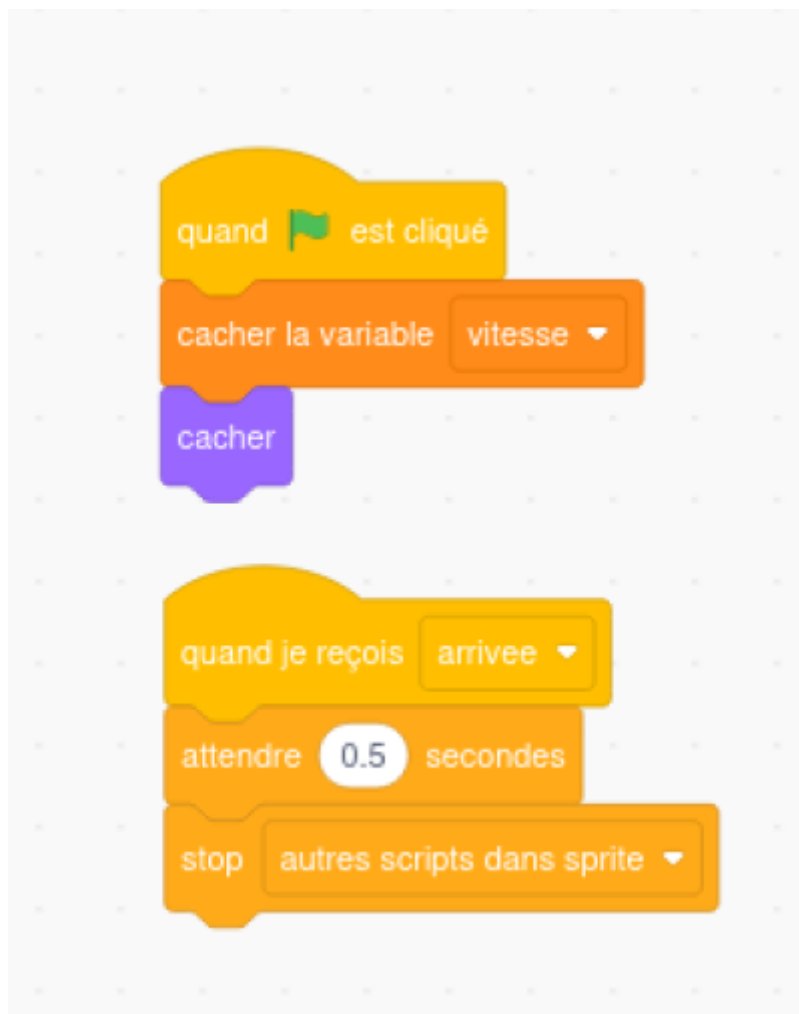 quand est cliqué
cacher la variable vitesse
cacher
quand je reçois arrivee
attendre 0.5 secondes
stop autres scripts dans sprite